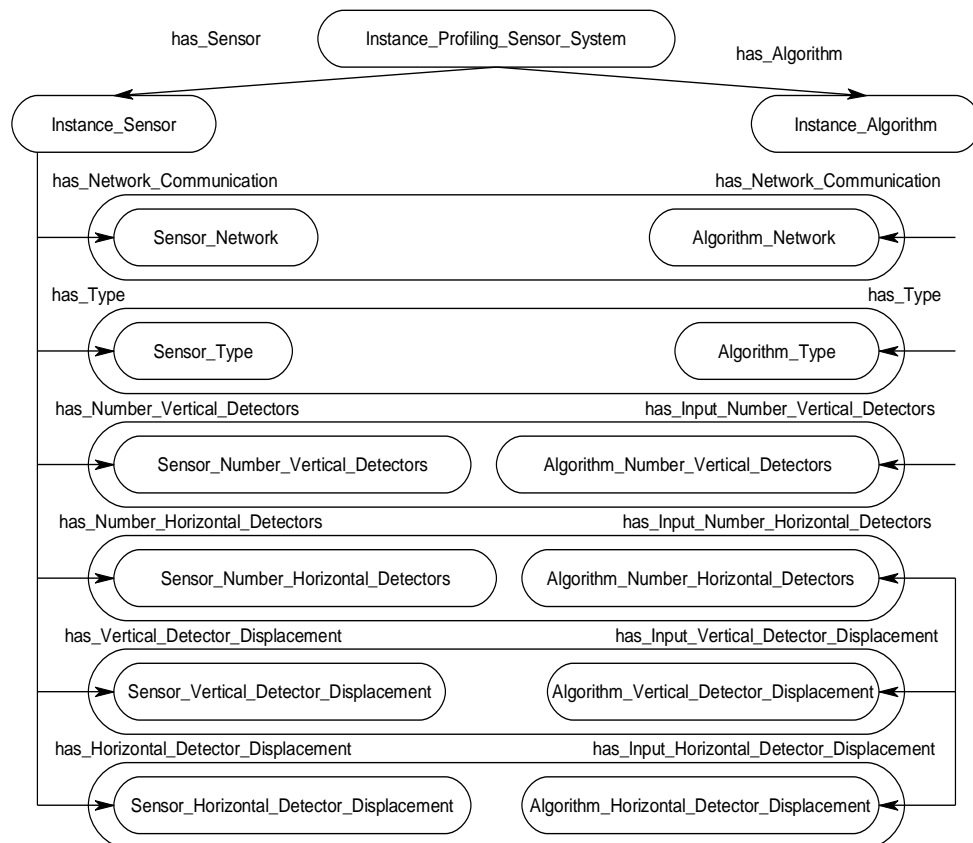 has_Sensor
Instance_Profiling_Sensor_System
has_Algorithm
Instance_Sensor
Instance_Algorithm
has_Network_Communication
has_Network_Communication
Sensor_Network
Algorithm_Network
has_Type
has_Type
Sensor_Type
Algorithm_Type
has_Number_Vertical_Detectors
has_Input_Number_Vertical_Detectors
Sensor_Number_Vertical_Detectors
Algorithm_Number_Vertical_Detectors
has_Number_Horizontal_Detectors
has_Input_Number_Horizontal_Detectors
Sensor_Number_Horizontal_Detectors
Algorithm_Number_Horizontal_Detectors
has_Vertical_Detector_Displacement
has_Input_Vertical_Detector_Displacement
Sensor_Vertical_Detector_Displacement
Algorithm_Vertical_Detector_Displacement
has_Horizontal_Detector_Displacement
has_Input_Horizontal_Detector_Displacement
Sensor_Horizontal_Detector_Displacement
Algorithm_Horizontal_Detector_Displacement